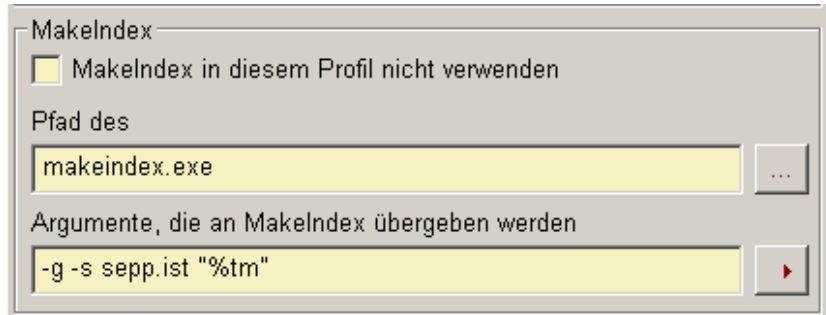 MakeIndex
MakeIndex in diesem Profil nicht verwenden
Pfad des
makeindex.exe
...
Argumente, die an MakeIndex übergeben werden
-g -s sepp.ist "%tm"